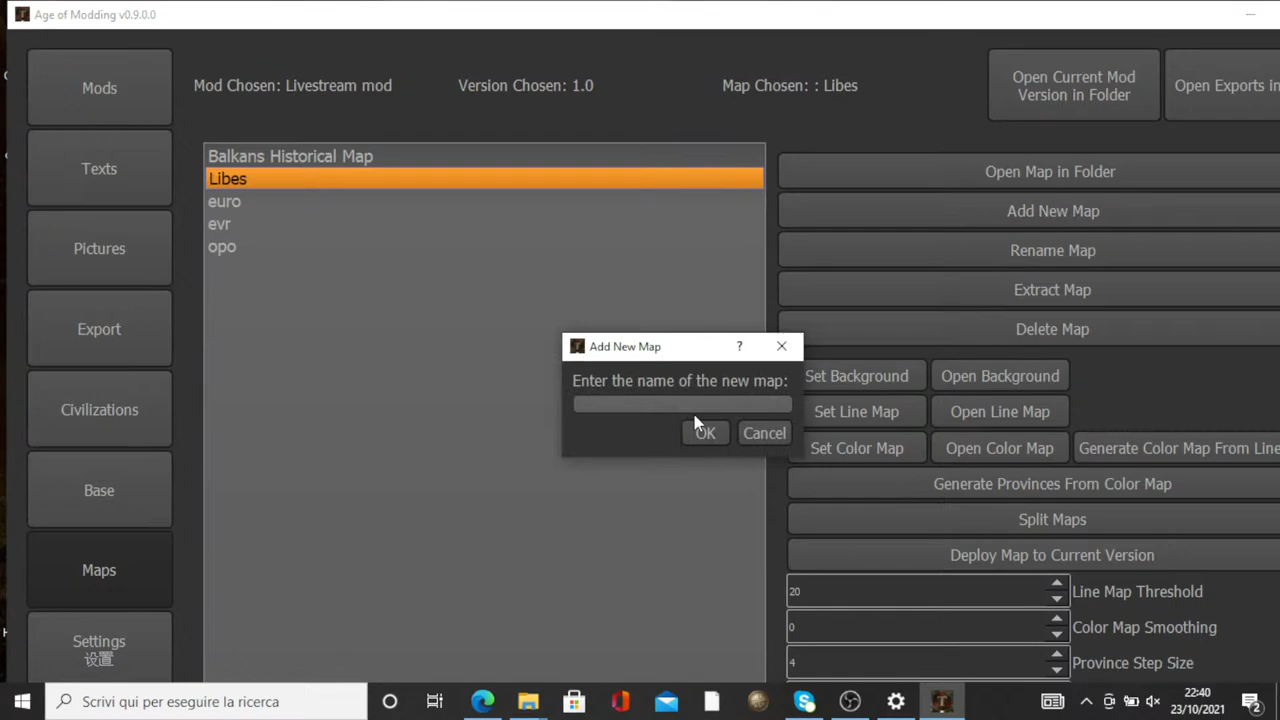 Age of Modding v0.9.0.0
Mods
Texts
Pictures
Export
Civilizations
Base
Maps
Settings
设置
Mod Chosen: Livestream mod
Version Chosen: 1.0
Map Chosen: : Libes
Open Current Mod
Version in Folder
Open Exports in
Balkans Historical Map
Libes
euro
evr
opo
Open Map in Folder
Add New Map
Rename Map
Extract Map
Delete Map
Set Background
Open Background
Set Line Map
Open Line Map
Set Color Map
Open Color Map
Generate Color Map From Line
Generate Provinces From Color Map
Split Maps
Deploy Map to Current Version
20
Line Map Threshold
0
Color Map Smoothing
4
Province Step Size
Add New Map
?
Enter the name of the new map:
OK
Cancel
Scrivi qui per eseguire la ricerca
22:40
23/10/2021
2